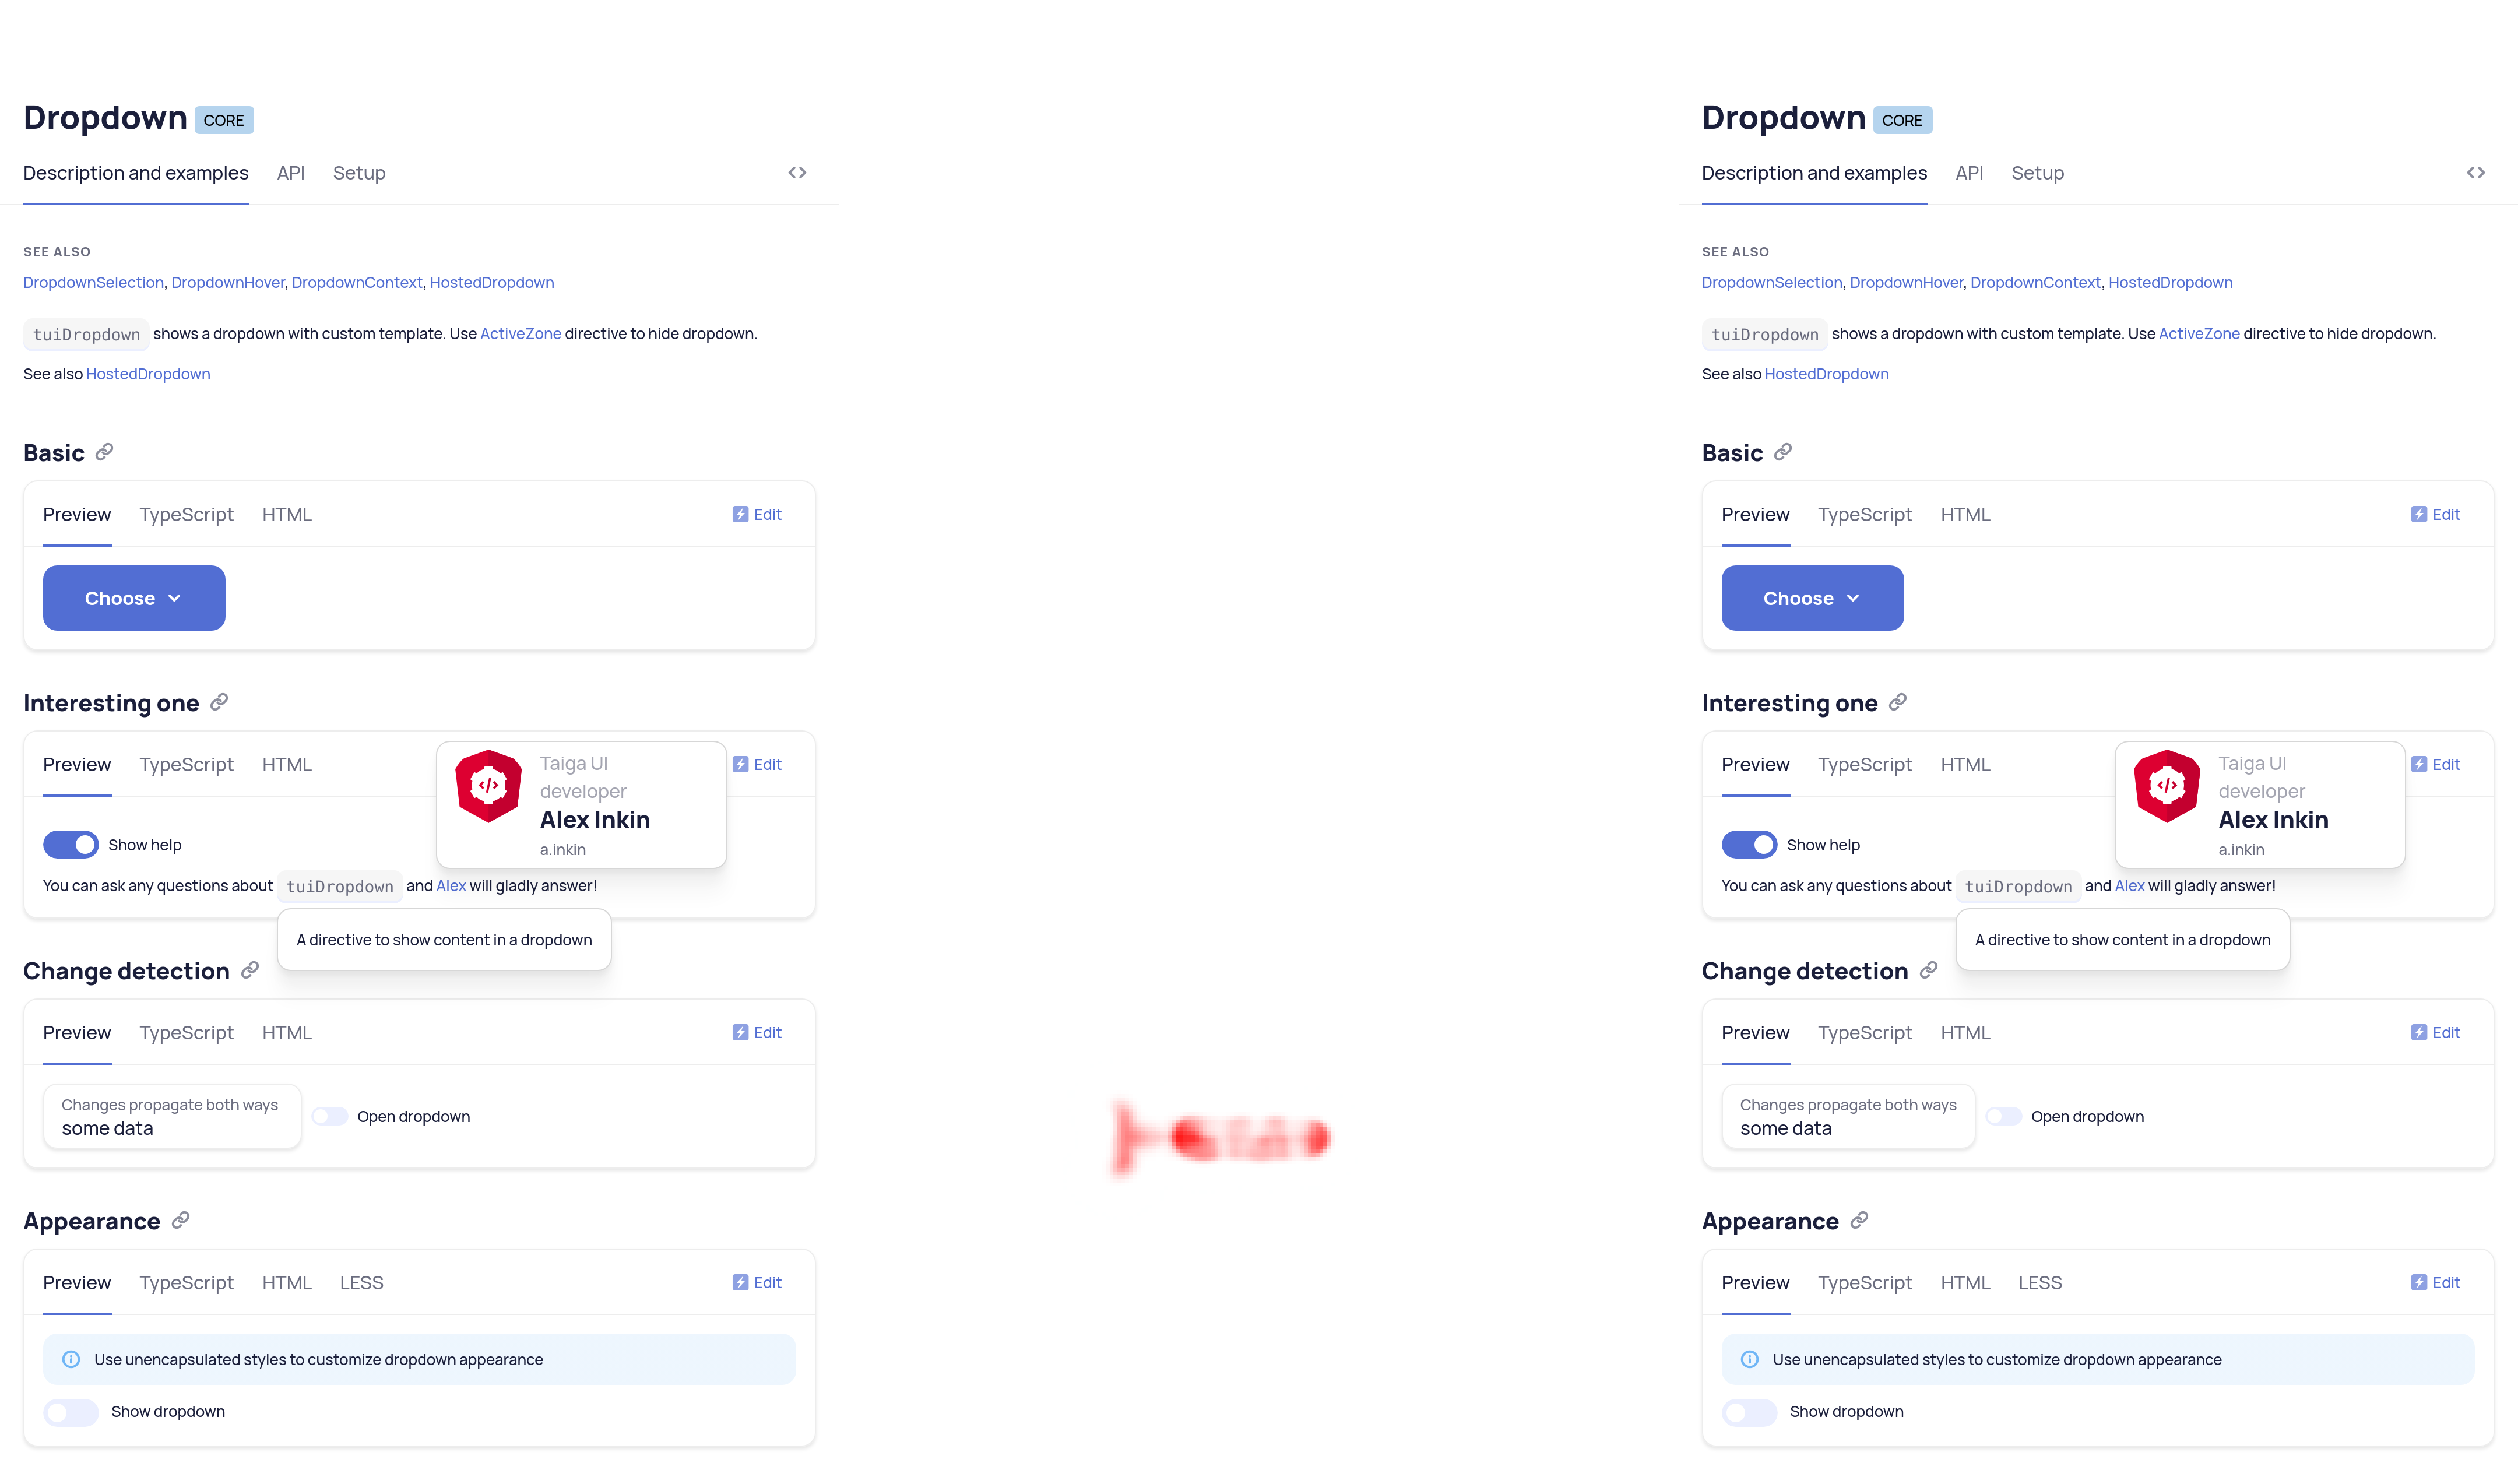 Dropdown CORE
Description and examples API Setup
SEE ALSO
DropdownSelection, DropdownHover, DropdownContext, HostedDropdown
tuiDropdown shows a dropdown with custom template. Use ActiveZone directive to hide dropdown.
See also HostedDropdown
Basic
Preview TypeScript HTML Edit
Choose
Interesting one
Preview TypeScript HTML Edit
Taiga UI
developer
Alex Inkin
a.inkin
Show help
You can ask any questions about tuiDropdown and Alex will gladly answer!
A directive to show content in a dropdown
Change detection
Preview TypeScript HTML Edit
Changes propagate both ways
some data
Open dropdown
Appearance
Preview TypeScript HTML LESS Edit
Use unencapsulated styles to customize dropdown appearance
Show dropdown
Dropdown CORE
Description and examples API Setup
SEE ALSO
DropdownSelection, DropdownHover, DropdownContext, HostedDropdown
tuiDropdown shows a dropdown with custom template. Use ActiveZone directive to hide dropdown.
See also HostedDropdown
Basic
Preview TypeScript HTML Edit
Choose
Interesting one
Preview TypeScript HTML Edit
Taiga UI
developer
Alex Inkin
a.inkin
Show help
You can ask any questions about tuiDropdown and Alex will gladly answer!
A directive to show content in a dropdown
Change detection
Preview TypeScript HTML Edit
Changes propagate both ways
some data
Open dropdown
Appearance
Preview TypeScript HTML LESS Edit
Use unencapsulated styles to customize dropdown appearance
Show dropdown